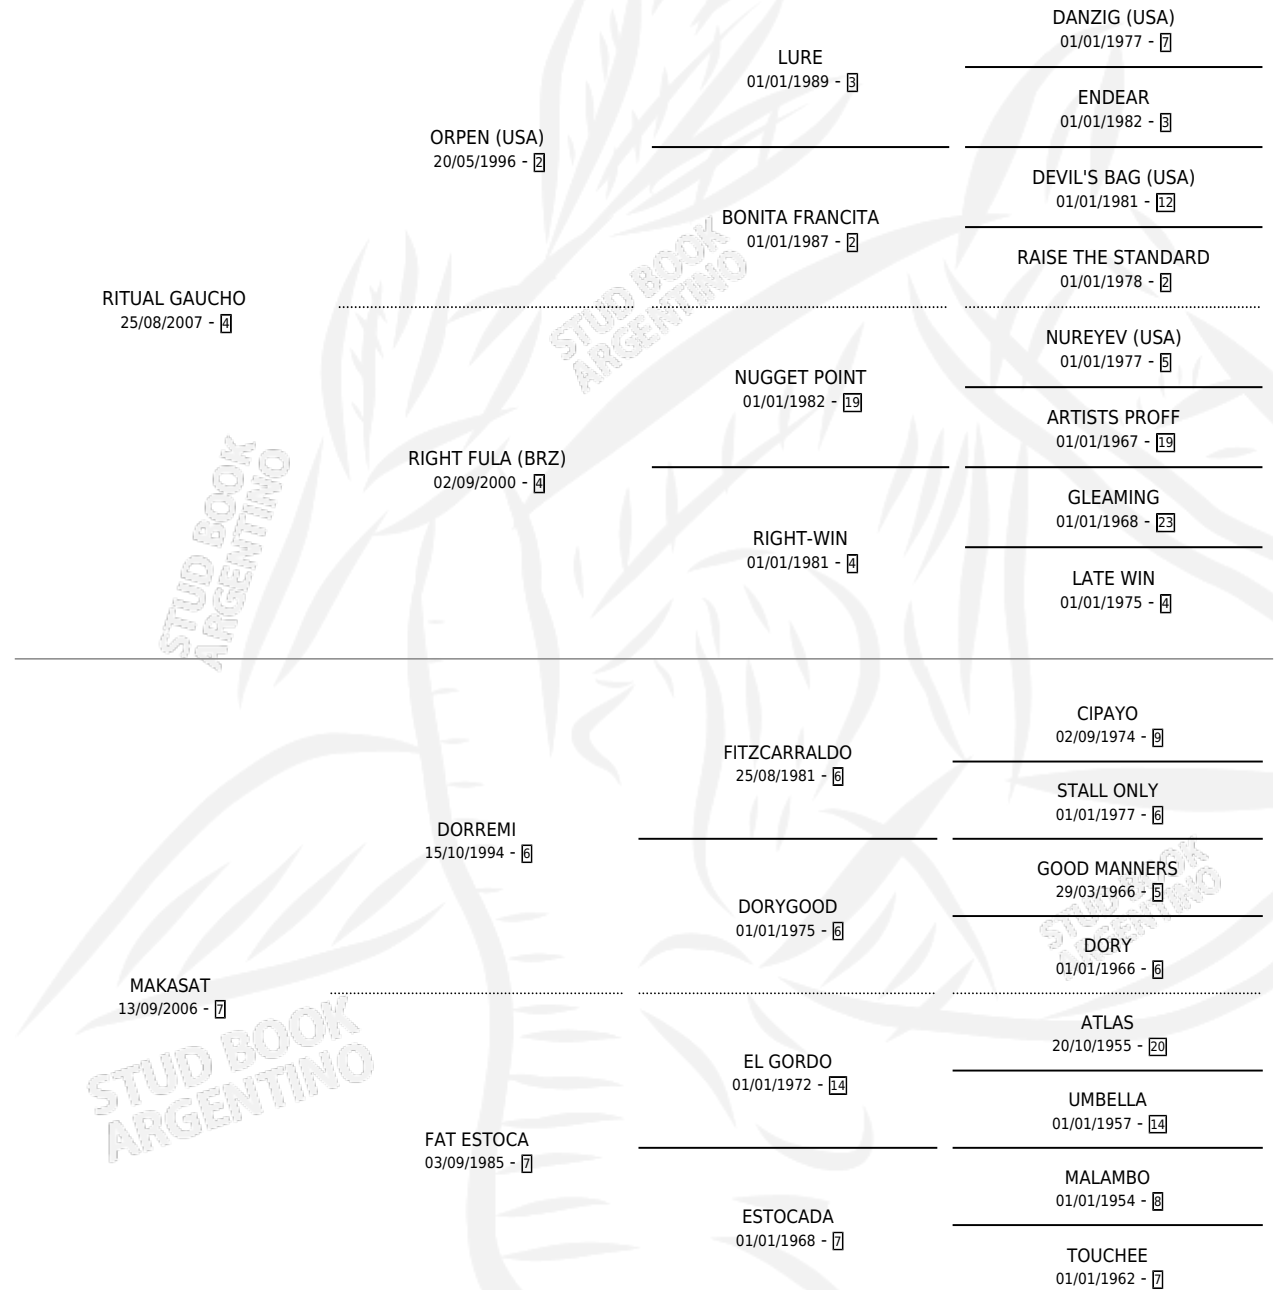 DANZIG (USA)
01/01/1977 - 7
LURE
01/01/1989 - 3
ENDEAR
01/01/1982 - 3
ORPEN (USA)
20/05/1996 - 2
DEVIL'S BAG (USA)
01/01/1981 - 12
BONITA FRANCITA
01/01/1987 - 2
RAISE THE STANDARD
01/01/1978 - 2
RITUAL GAUCHO
25/08/2007 - 4
NUREYEV (USA)
01/01/1977 - 5
NUGGET POINT
01/01/1982 - 19
ARTISTS PROFF
01/01/1967 - 19
RIGHT FULA (BRZ)
02/09/2000 - 4
GLEAMING
01/01/1968 - 23
RIGHT-WIN
01/01/1981 - 4
LATE WIN
01/01/1975 - 4
CIPAYO
02/09/1974 - 9
FITZCARRALDO
25/08/1981 - 6
STALL ONLY
01/01/1977 - 6
DORREMI
15/10/1994 - 6
GOOD MANNERS
29/03/1966 - 5
DORYGOOD
01/01/1975 - 6
DORY
01/01/1966 - 6
MAKASAT
13/09/2006 - 7
ATLAS
20/10/1955 - 20
EL GORDO
01/01/1972 - 14
UMBELLA
01/01/1957 - 14
FAT ESTOCA
03/09/1985 - 7
MALAMBO
01/01/1954 - 8
ESTOCADA
01/01/1968 - 7
TOUCHEE
01/01/1962 - 7
STUD BOOK
ARGENTINO
STUD BOOK
ARGENTINO
STUD BOOK
ARGENTINO
STUD BOOK
ARGENTINO